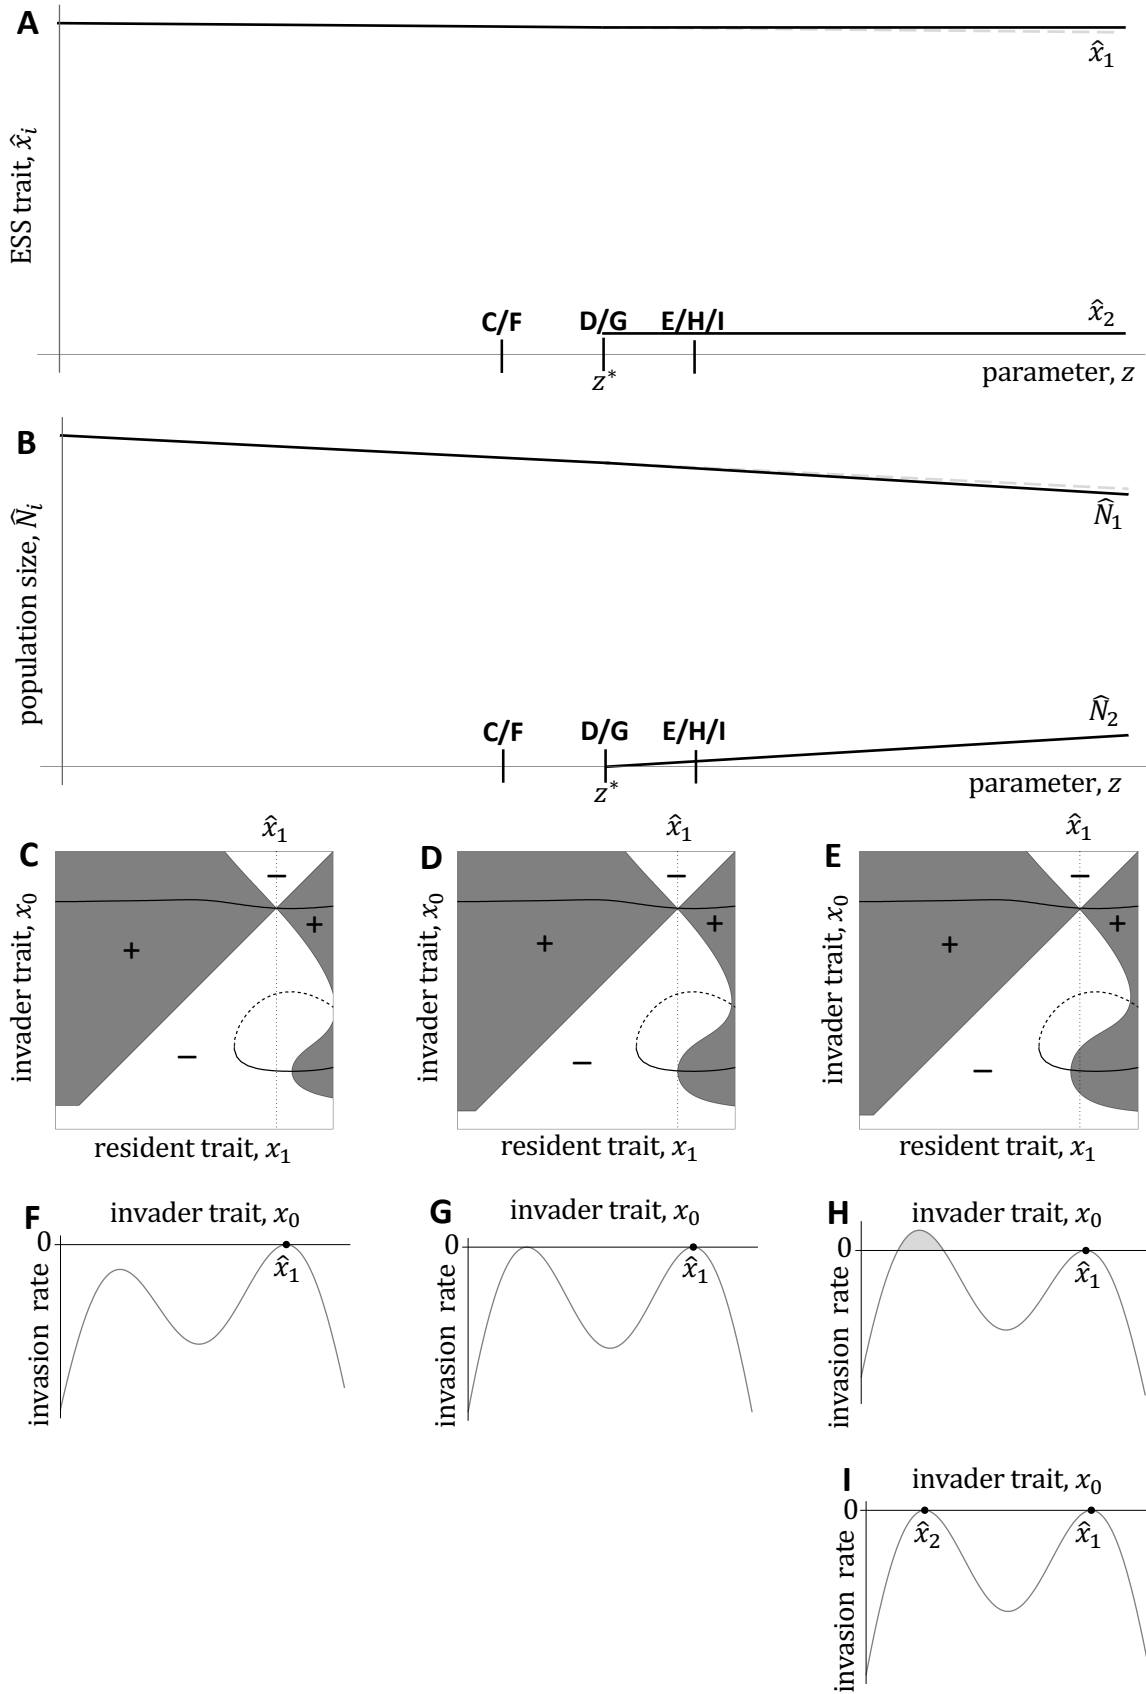 A
ESS trait, x̂ᵢ
x̂₁
x̂₂
C/F D/G E/H/I
z*
parameter, z
B
population size, N̂ᵢ
N̂₁
N̂₂
C/F D/G E/H/I
z*
parameter, z
C
x̂₁
invader trait, x₀
−
+
+
−
resident trait, x₁
D
x̂₁
invader trait, x₀
−
+
+
−
resident trait, x₁
E
x̂₁
invader trait, x₀
−
+
+
−
resident trait, x₁
F
invader trait, x₀
0
x̂₁
invasion rate
G
invader trait, x₀
0
x̂₁
invasion rate
H
invader trait, x₀
0
x̂₁
invasion rate
I
invader trait, x₀
0
x̂₂ x̂₁
invasion rate